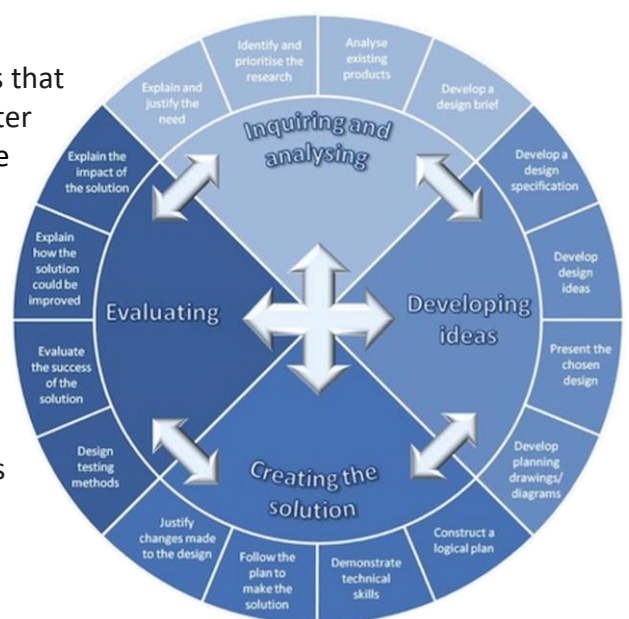 s that
ter
e
s
Inquiring and
analysing
Explain and
justify the
need
Identify and
prioritise the
research
Analyse
existing
products
Develop a
design brief
Developing
ideas
Develop a
design
specification
Develop
design
ideas
Present the
chosen
design
Develop
planning
drawings/
diagrams
Creating the
solution
Construct a
logical plan
Demonstrate
technical
skills
Follow the
plan to
make the
solution
Justify
changes made
to the design
Evaluating
Design
testing
methods
Evaluate
the success
of the
solution
Explain
how the
solution
could be
improved
Explain the
impact of
the solution